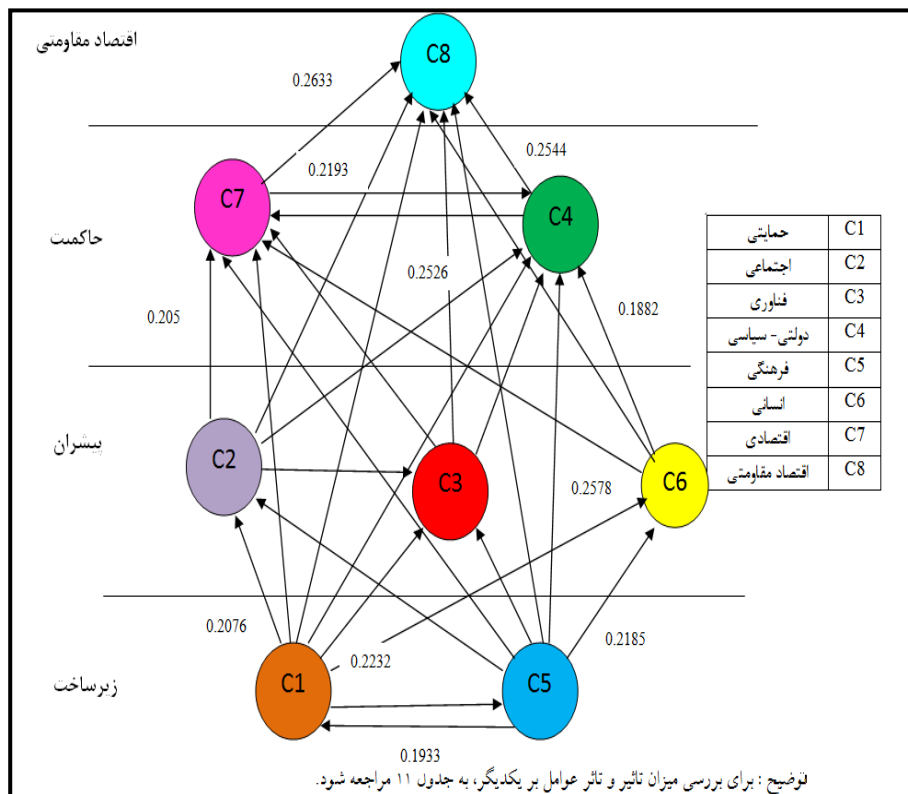 اقتصاد مقاومتی
C8
0.2633
0.2544
0.2193
C7
C4
حاکمیت
0.2526
0.205
0.1882
حمایتی C1
اجتماعی C2
فناوری C3
دولتی- سیاسی C4
فرهنگی C5
انسانی C6
اقتصادی C7
اقتصاد مقاومتی C8
پیشران
C2
C3
C6
0.2578
0.2076
0.2232
0.2185
زیرساخت
C1
C5
0.1933
توضیح : برای بررسی میزان تاثیر و تاثر عوامل بر یکدیگر، به جدول ۱۱ مراجعه شود.